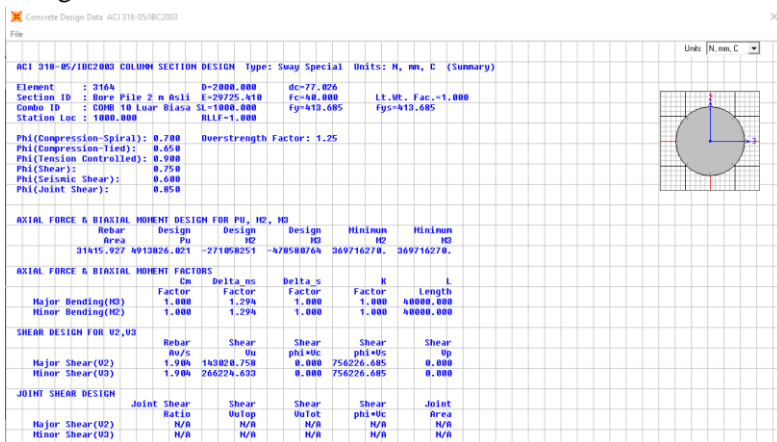 Concrete Design Data ACI 318-05/IBC2003
File
Units N, mm, C
ACI 318-05/IBC2003 COLUMN SECTION DESIGN Type: Sway Special Units: N, mm, C (Summary)
Element : 3164 D=2000.000 dc=77.026
Section ID : Bore Pile 2 m Asli E=29725.410 fc=40.000 Lt.Wt. Fac.=1.000
Combo ID : COMB 10 Luar Biasa SL=1000.000 fy=413.685 fys=413.685
Station Loc : 1000.000 RLLF=1.000
Phi(Compression-Spiral): 0.700 Overstrength Factor: 1.25
Phi(Compression-Tied): 0.650
Phi(Tension Controlled): 0.900
Phi(Shear): 0.750
Phi(Seismic Shear): 0.600
Phi(Joint Shear): 0.850
2
3
AXIAL FORCE & BIAXIAL MOMENT DESIGN FOR PU, M2, M3
Rebar Design Design Design Minimum Minimum
Area Pu M2 M3 M2 M3
31415.927 4913826.021 -271058251 -478580764 369716270. 369716270.
AXIAL FORCE & BIAXIAL MOMENT FACTORS
Cm Delta_ns Delta_s K L
Factor Factor Factor Factor Length
Major Bending(M3) 1.000 1.294 1.000 1.000 40000.000
Minor Bending(M2) 1.000 1.294 1.000 1.000 40000.000
SHEAR DESIGN FOR V2,V3
Rebar Shear Shear Shear Shear
Av/s Vu phi*Vc phi*Vs Vp
Major Shear(V2) 1.904 143020.758 0.000 756226.685 0.000
Minor Shear(V3) 1.904 266224.633 0.000 756226.685 0.000
JOINT SHEAR DESIGN
Joint Shear Shear Shear Shear Joint
Ratio VuTop VuTot phi*Vc Area
Major Shear(V2) N/A N/A N/A N/A N/A
Minor Shear(V3) N/A N/A N/A N/A N/A